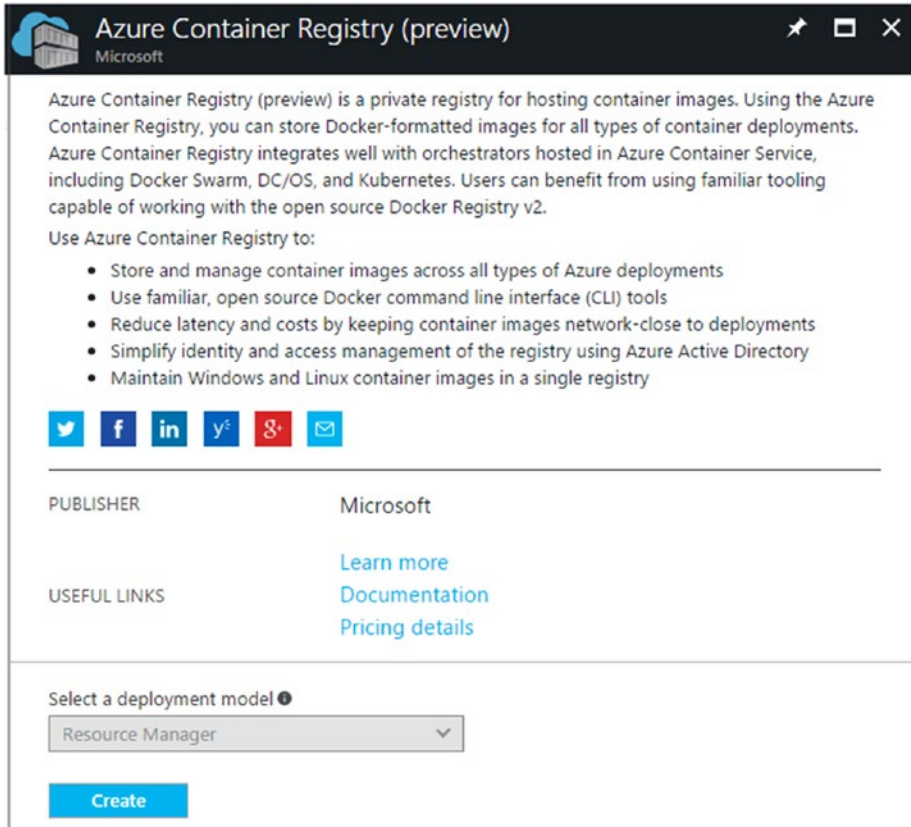 Azure Container Registry (preview)
Microsoft
Azure Container Registry (preview) is a private registry for hosting container images. Using the Azure
Container Registry, you can store Docker-formatted images for all types of container deployments.
Azure Container Registry integrates well with orchestrators hosted in Azure Container Service,
including Docker Swarm, DC/OS, and Kubernetes. Users can benefit from using familiar tooling
capable of working with the open source Docker Registry v2.
Use Azure Container Registry to:
• Store and manage container images across all types of Azure deployments
• Use familiar, open source Docker command line interface (CLI) tools
• Reduce latency and costs by keeping container images network-close to deployments
• Simplify identity and access management of the registry using Azure Active Directory
• Maintain Windows and Linux container images in a single registry
PUBLISHER Microsoft
Learn more
USEFUL LINKS Documentation
Pricing details
Select a deployment model
Resource Manager
Create